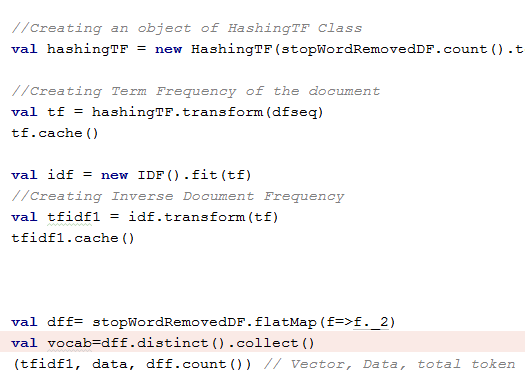 //Creating an object of HashingTF Class
val hashingTF = new HashingTF(stopWordRemovedDF.count().t
//Creating Term Frequency of the document
val tf = hashingTF.transform(dfseq)
tf.cache()
val idf = new IDF().fit(tf)
//Creating Inverse Document Frequency
val tfidf1 = idf.transform(tf)
tfidf1.cache()
val dff= stopWordRemovedDF.flatMap(f=>f._2)
val vocab=dff.distinct().collect()
(tfidf1, data, dff.count()) // Vector, Data, total token